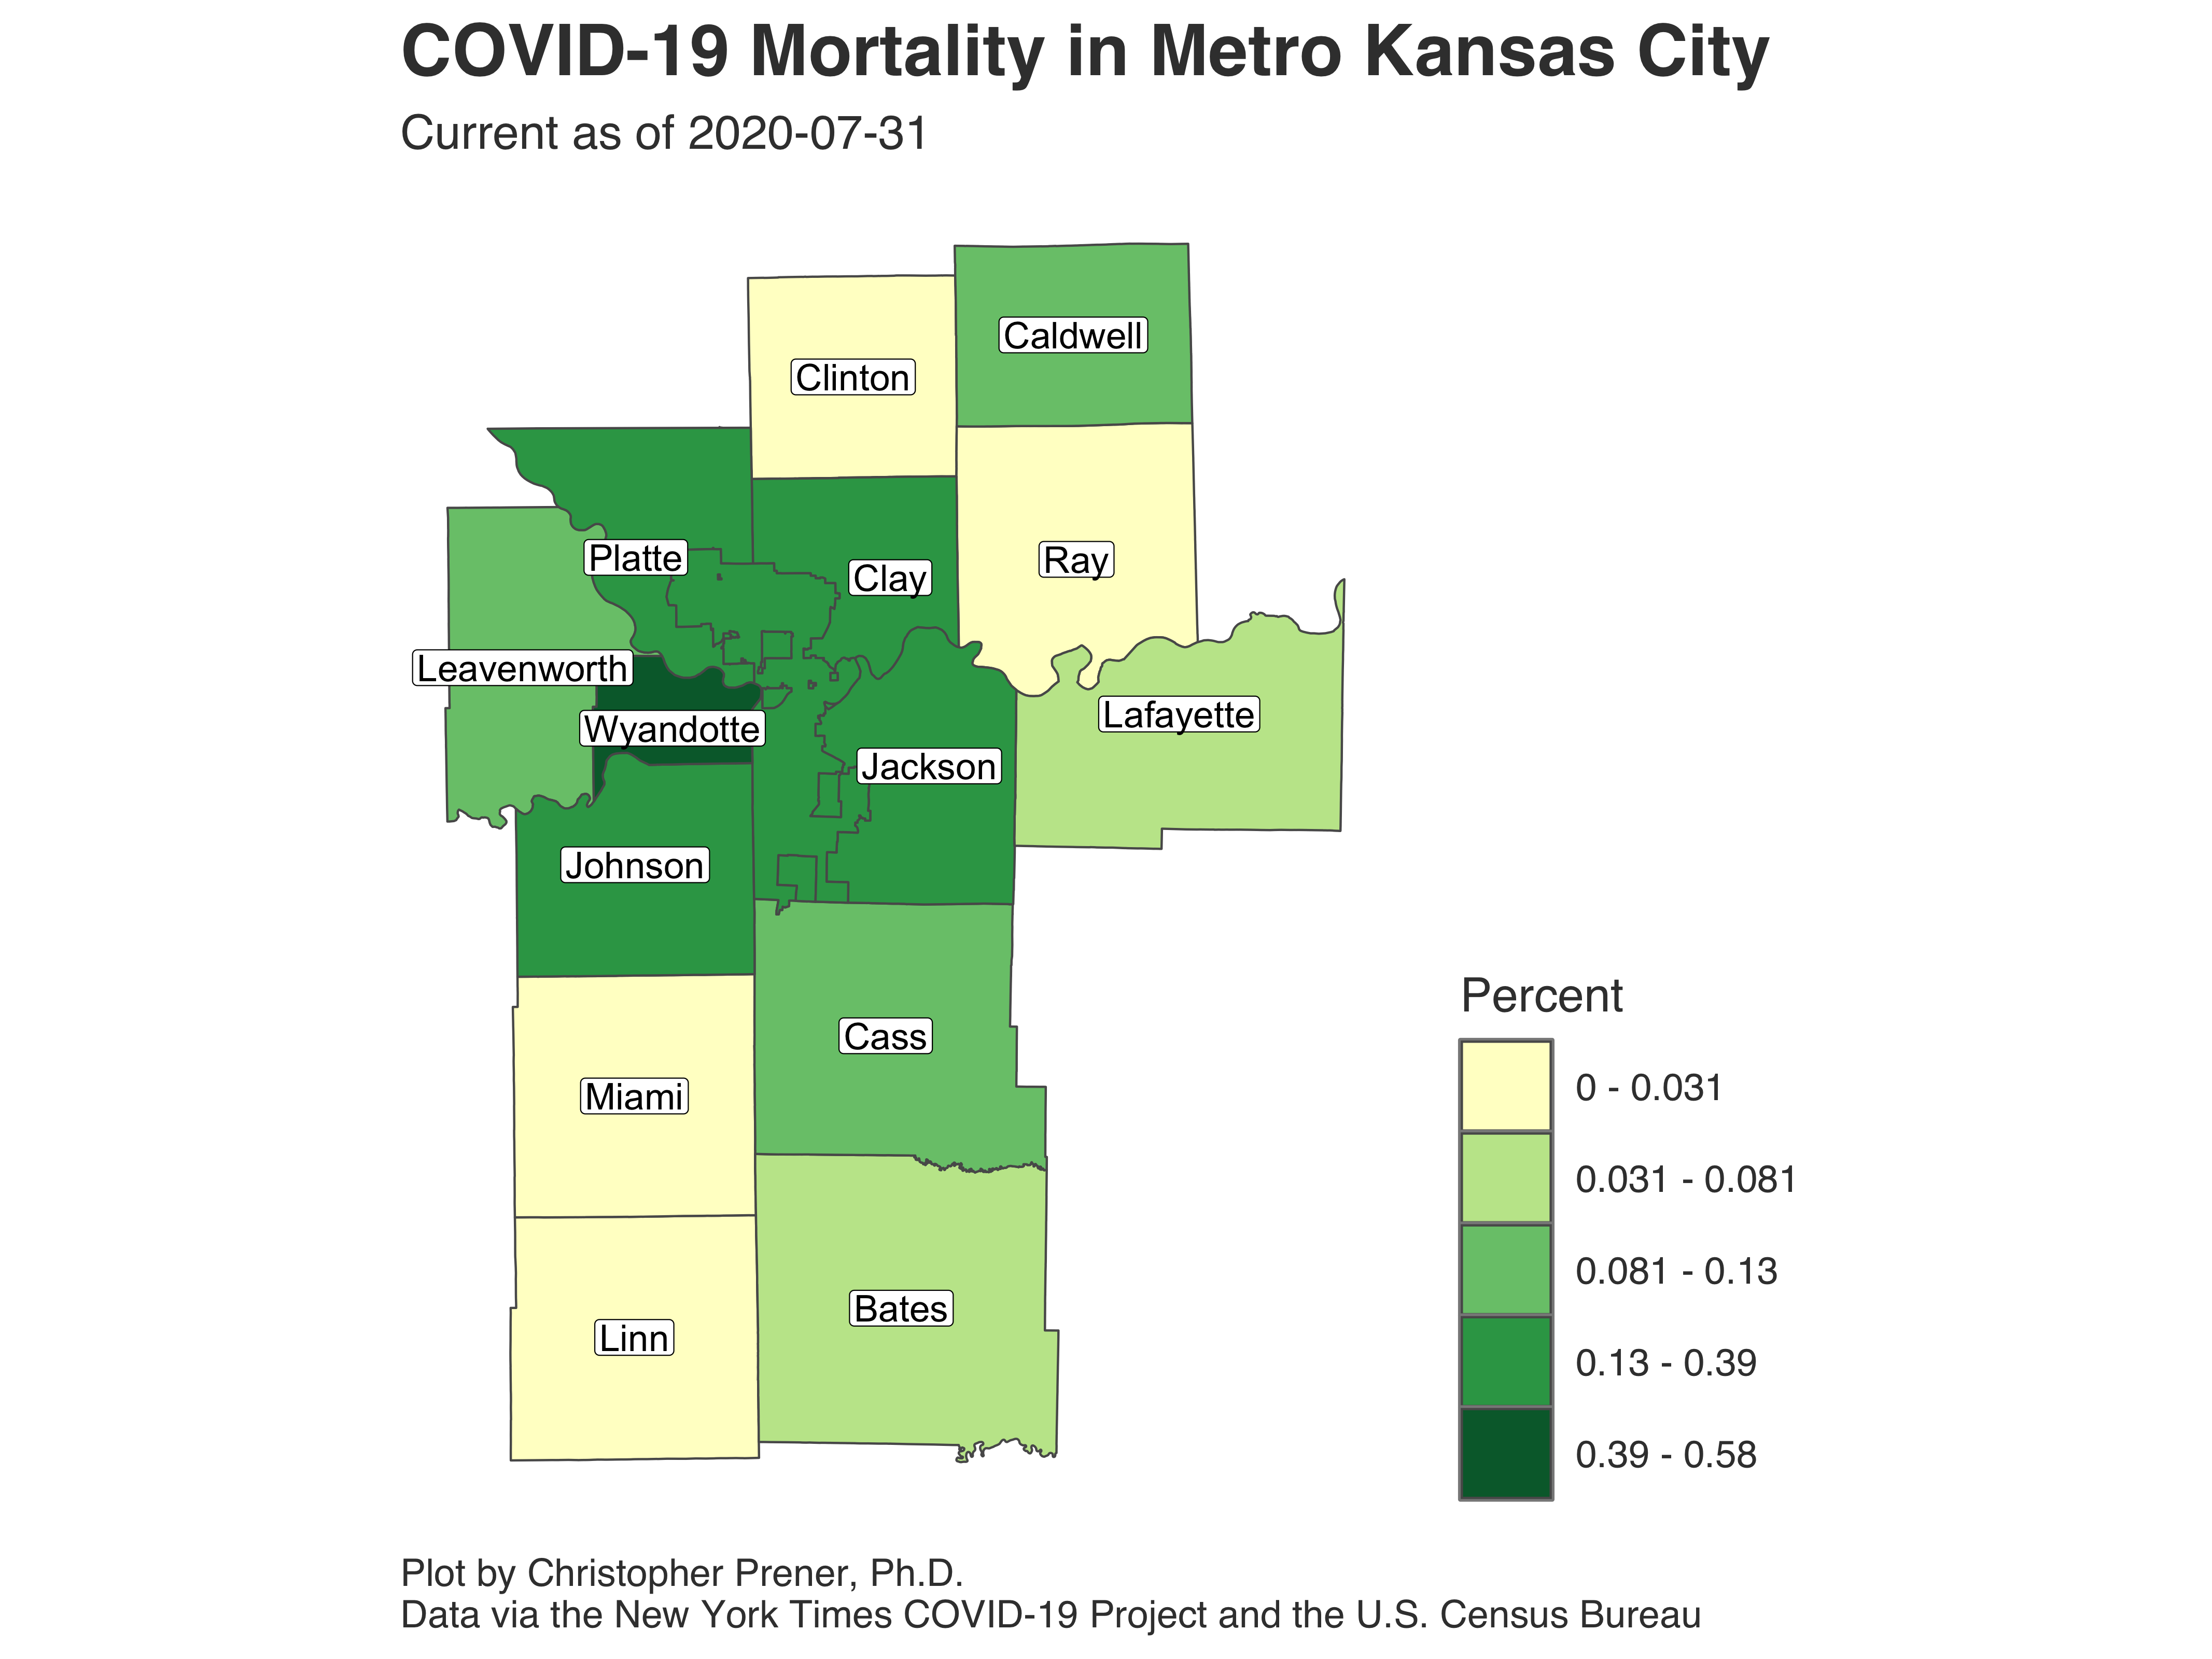 COVID-19 Mortality in Metro Kansas City
Current as of 2020-07-31
Caldwell
Clinton
Platte
Clay
Ray
Leavenworth
Wyandotte
Lafayette
Jackson
Johnson
Cass
Miami
Bates
Linn
Percent
0 - 0.031
0.031 - 0.081
0.081 - 0.13
0.13 - 0.39
0.39 - 0.58
Plot by Christopher Prener, Ph.D.
Data via the New York Times COVID-19 Project and the U.S. Census Bureau